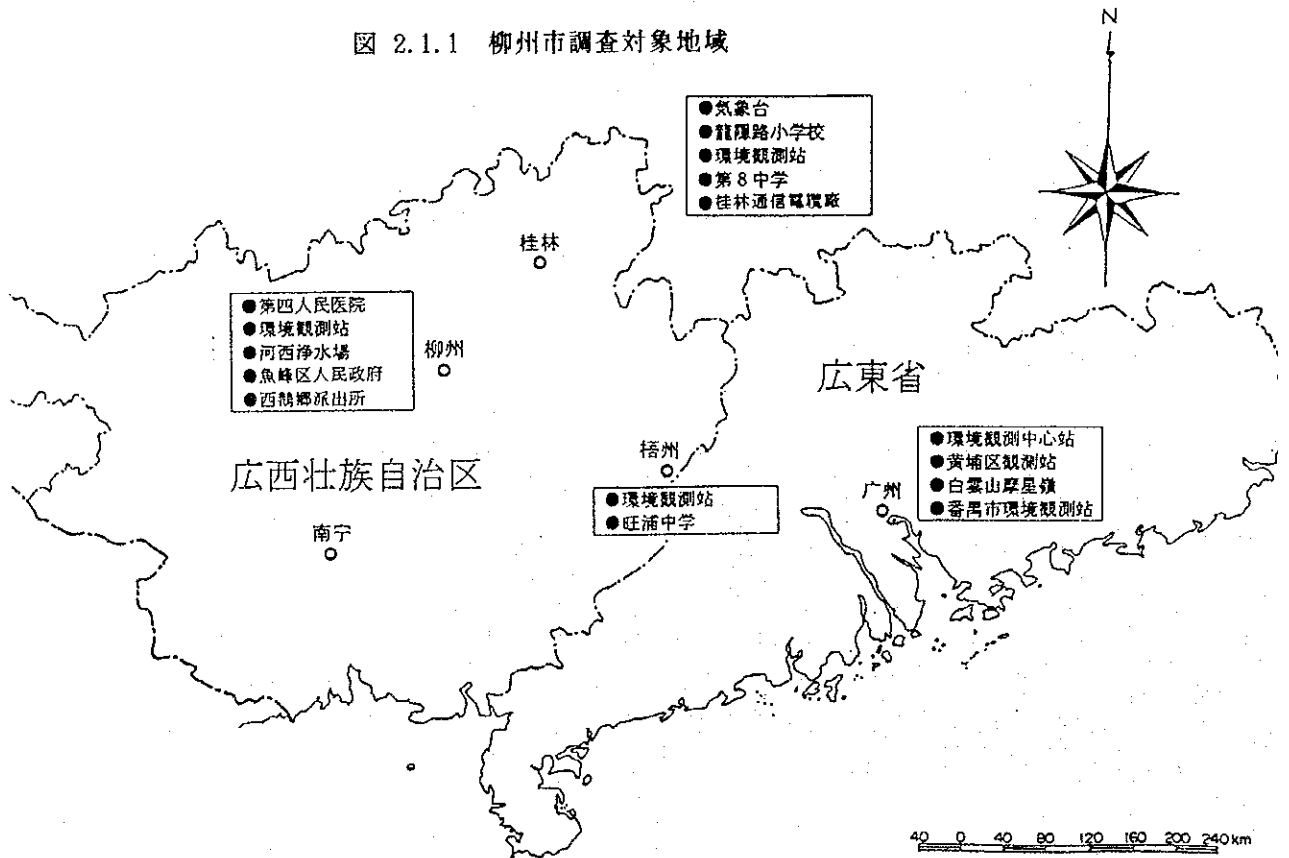 図 2.1.1 柳州市調査対象地域
N
●気象台
●龍隠路小学校
●環境観測站
●第8中学
●桂林通信電纜廠
桂林
●第四人民医院
●環境観測站
●河西浄水場
●魚峰区人民政府
●西鵝郷派出所
柳州
広東省
広西壮族自治区
梧州
●環境観測站
●旺浦中学
广州
●環境観測中心站
●黄埔区観測站
●白雲山摩星嶺
●番禺市環境観測站
南宁
40 0 40 80 120 160 200 240km